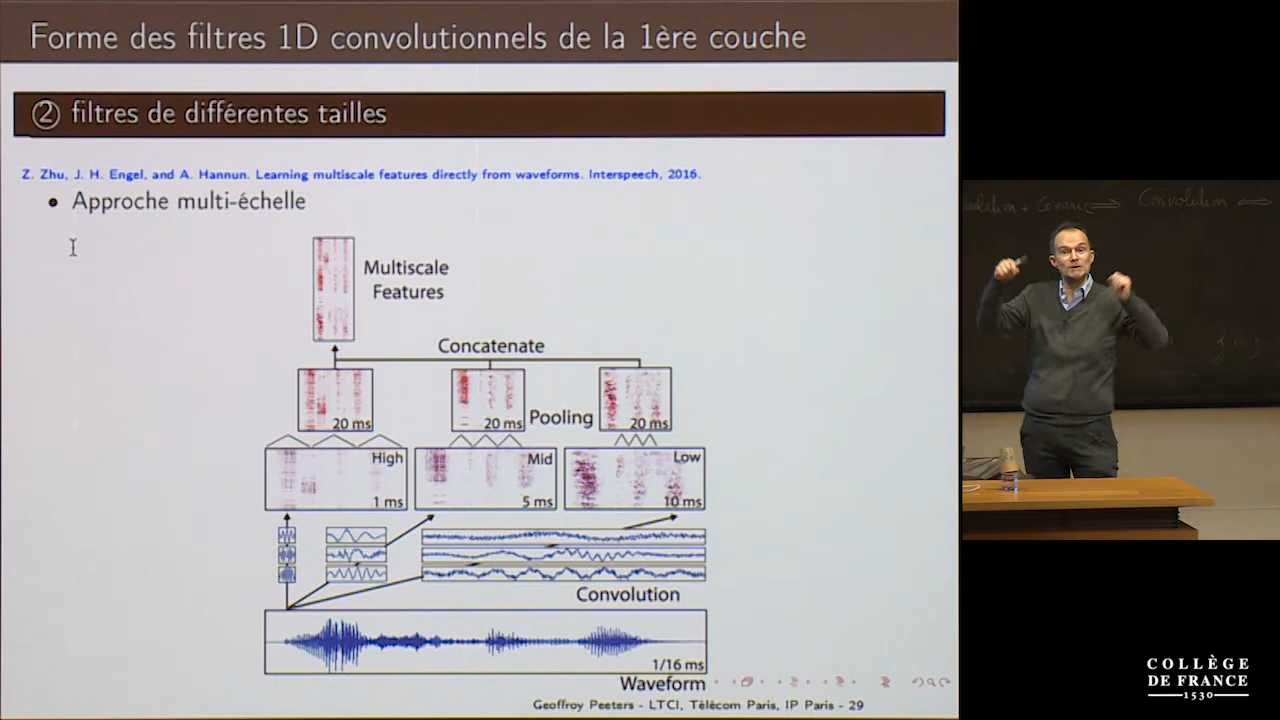 Forme des filtres 1D convolutionnels de la 1ère couche
② filtres de différentes tailles
Z. Zhu, J. H. Engel, and A. Hannun. Learning multiscale features directly from waveforms. Interspeech, 2016.
• Approche multi-échelle
Multiscale
Features
Concatenate
20 ms
20 ms
Pooling
20 ms
High
Mid
Low
1 ms
5 ms
10 ms
Convolution
1/16 ms
Waveform
Geoffroy Peeters - LTCI, Télécom Paris, IP Paris - 29
Convolution
COLLÈGE
DE FRANCE
1530